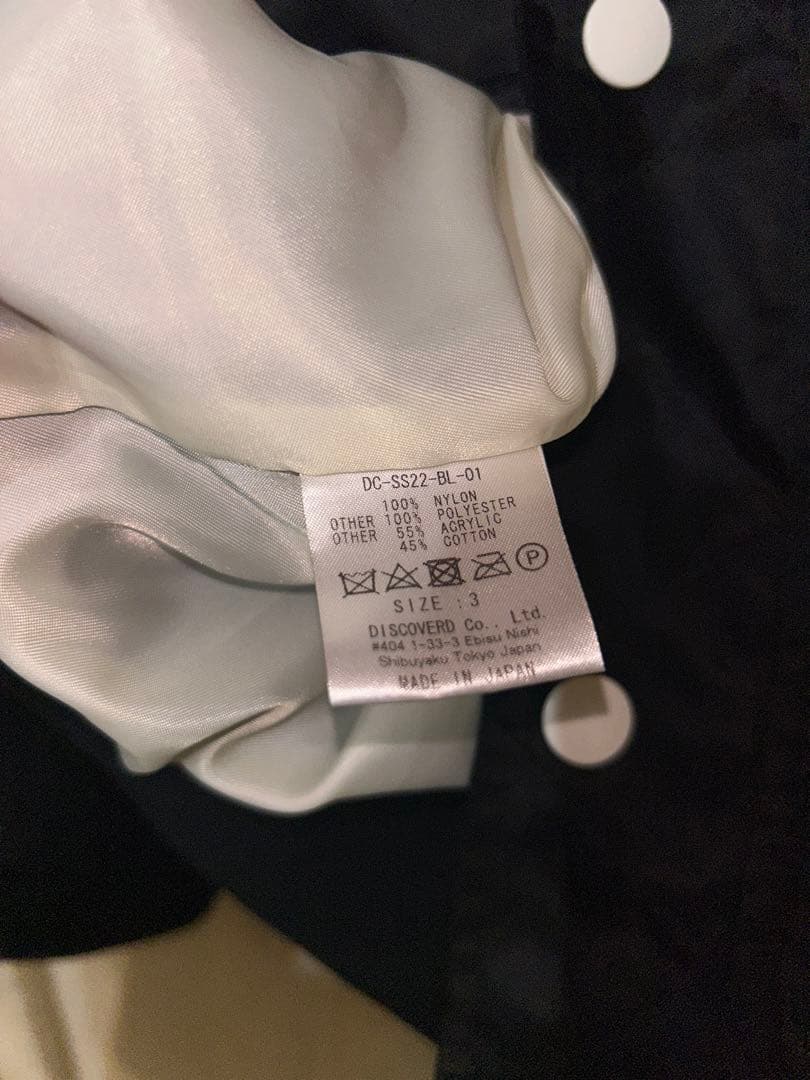 DC-SS22-BL-01
100% NYLON
OTHER 100% POLYESTER
OTHER 55% ACRYLIC
45% COTTON
P
SIZE : 3
DISCOVERD Co., Ltd.
#404 1-33-3 Ebisu Nishi
Shibuyaku Tokyo Japan
MADE IN JAPAN